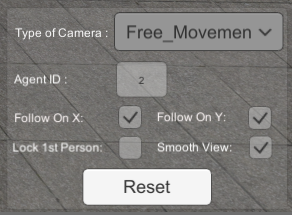 Type of Camera : Free_Movemen
Agent ID : 2
Follow On X: Follow On Y:
Lock 1st Person: Smooth View:
Reset